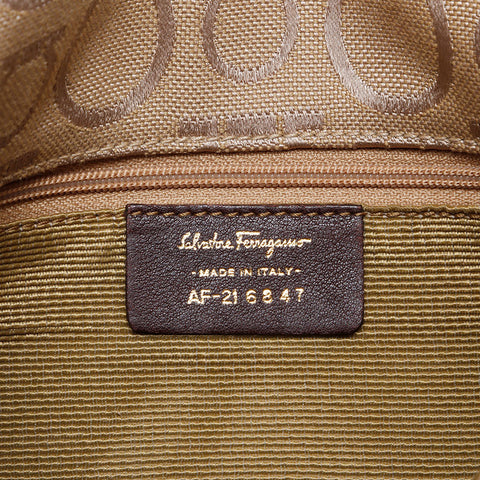 Salvatore Ferragamo
-MADE IN ITALY-
AF-21 6847